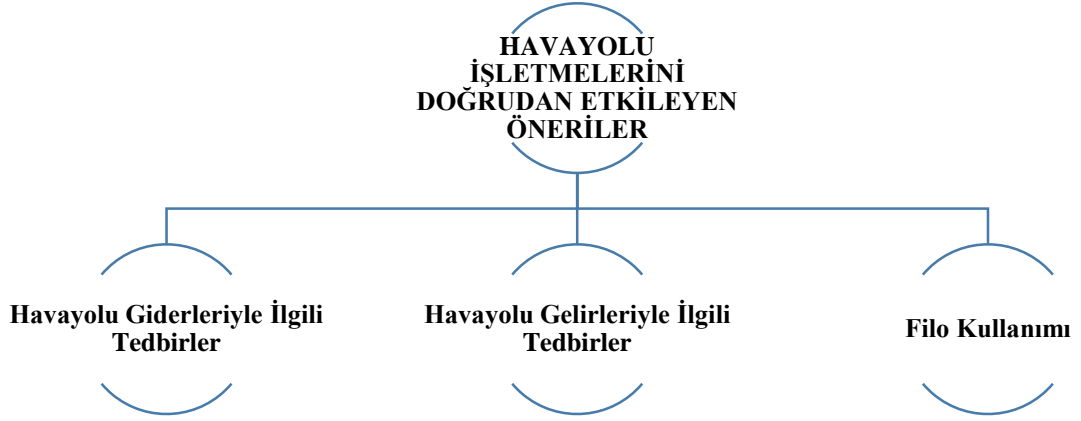 HAVAYOLU
İŞLETMELERİNİ
DOĞRUDAN ETKİLEYEN
ÖNERİLER
Havayolu Giderleriyle İlgili
Tedbirler
Havayolu Gelirleriyle İlgili
Tedbirler
Filo Kullanımı